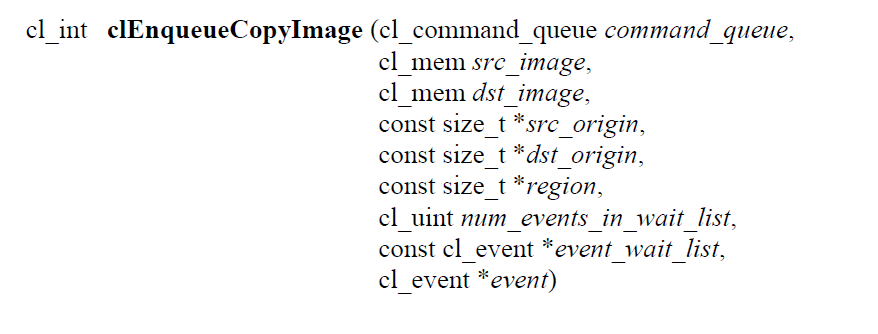 cl_int clEnqueueCopyImage (cl_command_queue command_queue,
cl_mem src_image,
cl_mem dst_image,
const size_t *src_origin,
const size_t *dst_origin,
const size_t *region,
cl_uint num_events_in_wait_list,
const cl_event *event_wait_list,
cl_event *event)